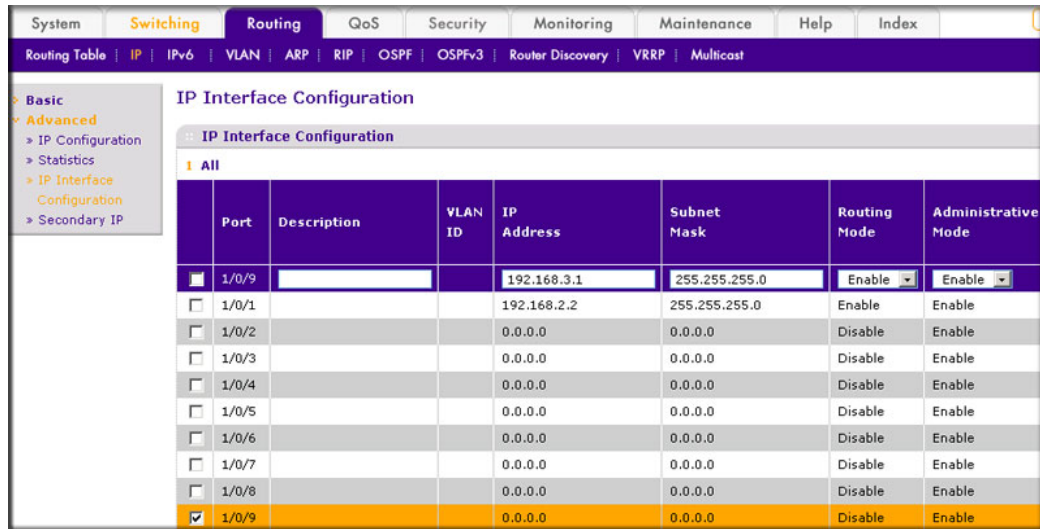 System Switching Routing QoS Security Monitoring Maintenance Help Index
Routing Table | IP | IPv6 | VLAN | ARP | RIP | OSPF | OSPFv3 | Router Discovery | VRRP | Multicast
Basic
Advanced
» IP Configuration
» Statistics
» IP Interface
Configuration
» Secondary IP
IP Interface Configuration
IP Interface Configuration
1 All
Port Description VLAN ID IP Address Subnet Mask Routing Mode Administrative Mode
1/0/9 192.168.3.1 255.255.255.0 Enable Enable
1/0/1 192.168.2.2 255.255.255.0 Enable Enable
1/0/2 0.0.0.0 0.0.0.0 Disable Enable
1/0/3 0.0.0.0 0.0.0.0 Disable Enable
1/0/4 0.0.0.0 0.0.0.0 Disable Enable
1/0/5 0.0.0.0 0.0.0.0 Disable Enable
1/0/6 0.0.0.0 0.0.0.0 Disable Enable
1/0/7 0.0.0.0 0.0.0.0 Disable Enable
1/0/8 0.0.0.0 0.0.0.0 Disable Enable
1/0/9 0.0.0.0 0.0.0.0 Disable Enable